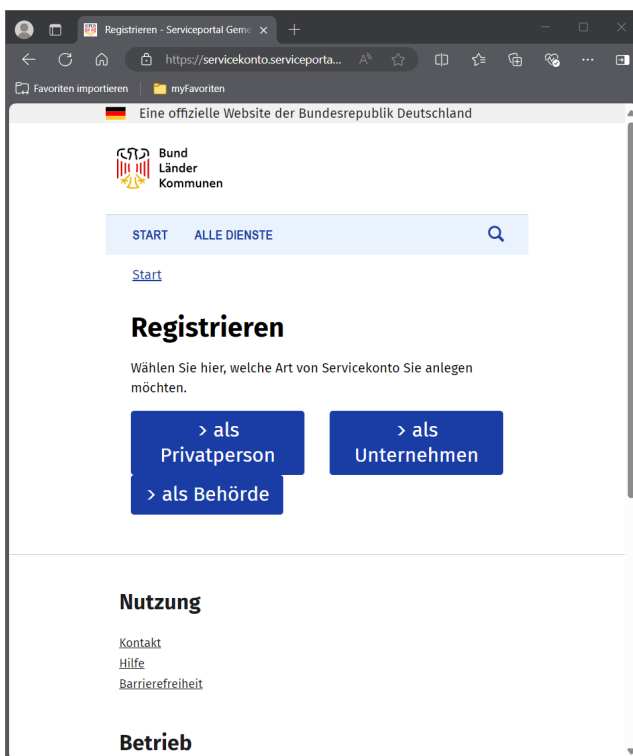 Registrieren - Serviceportal Geme
https://servicekonto.serviceporta...
Favoriten importieren
myFavoriten
Eine offizielle Website der Bundesrepublik Deutschland
Bund
Länder
Kommunen
START ALLE DIENSTE
Start
Registrieren
Wählen Sie hier, welche Art von Servicekonto Sie anlegen
möchten.
> als
Privatperson
> als
Unternehmen
> als Behörde
Nutzung
Kontakt
Hilfe
Barrierefreiheit
Betrieb